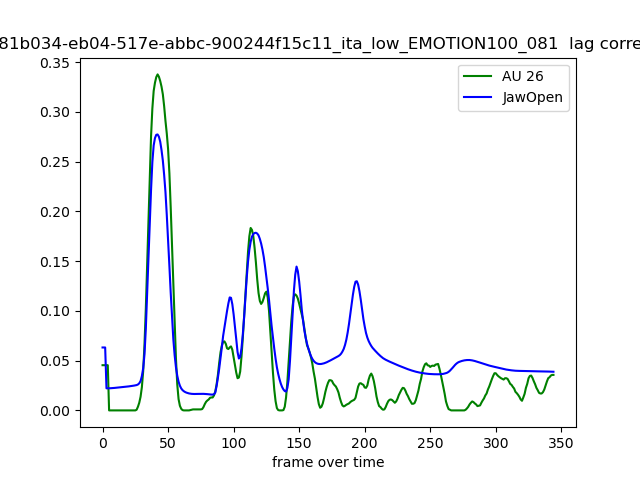 81b034-eb04-517e-abbc-900244f15c11_ita_low_EMOTION100_081 lag corre
0.35
0.30
0.25
0.20
0.15
0.10
0.05
0.00
AU 26
JawOpen
0 50 100 150 200 250 300 350
frame over time